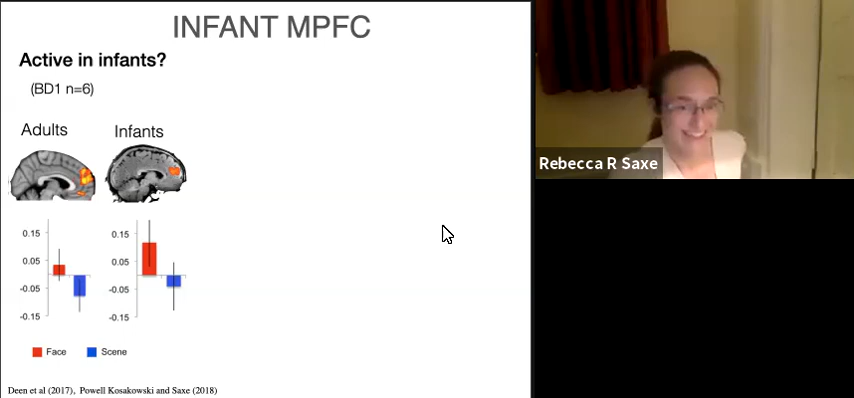 INFANT MPFC
Active in infants?
(BD1 n=6)
Adults Infants
0.15
0.05
-0.05
-0.15
0.15
0.05
-0.05
-0.15
Face Scene
Deen et al (2017), Powell Kosakowski and Saxe (2018)
Rebecca R Saxe